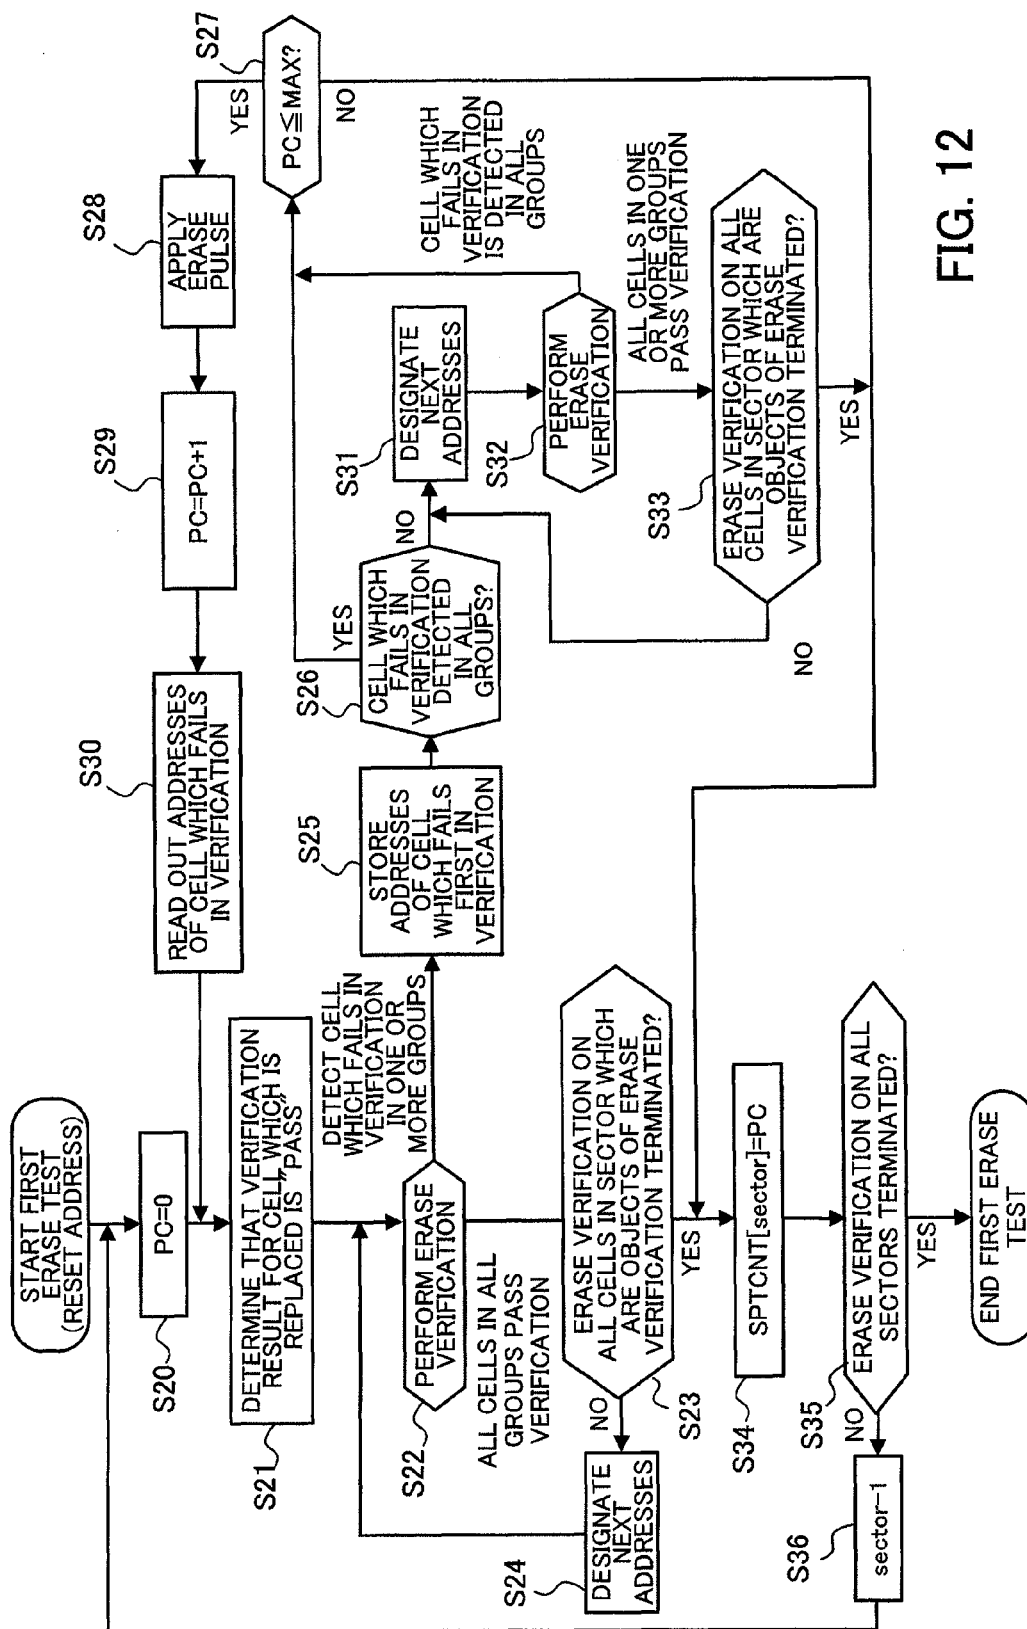 START FIRST
ERASE TEST
(RESET ADDRESS)
S20
PC=0
S21
DETERMINE THAT VERIFICATION
RESULT FOR CELL WHICH IS
REPLACED IS "PASS"
S22
PERFORM ERASE
VERIFICATION
DETECT CELL
WHICH FAILS IN
VERIFICATION
IN ONE OR
MORE GROUPS
ALL CELLS IN ALL
GROUPS PASS
VERIFICATION
S23
ERASE VERIFICATION ON
ALL CELLS IN SECTOR WHICH
ARE OBJECTS OF ERASE
VERIFICATION TERMINATED?
NO
YES
S24
DESIGNATE
NEXT
ADDRESSES
S25
STORE
ADDRESSES
OF CELL
WHICH FAILS
FIRST IN
VERIFICATION
S26
CELL WHICH
FAILS IN
VERIFICATION
DETECTED
IN ALL
GROUPS?
YES
NO
S27
PC≦MAX?
YES
NO
S28
APPLY
ERASE
PULSE
S29
PC=PC+1
S30
READ OUT ADDRESSES
OF CELL WHICH FAILS
IN VERIFICATION
S31
DESIGNATE
NEXT
ADDRESSES
S32
PERFORM
ERASE
VERIFICATION
CELL WHICH
FAILS IN
VERIFICATION
IS DETECTED
IN ALL
GROUPS
ALL CELLS IN ONE
OR MORE GROUPS
PASS VERIFICATION
S33
ERASE VERIFICATION ON ALL
CELLS IN SECTOR WHICH ARE
OBJECTS OF ERASE
VERIFICATION TERMINATED?
NO
YES
S34
SPTCNT[sector]=PC
S35
ERASE VERIFICATION ON ALL
SECTORS TERMINATED?
NO
YES
S36
sector-1
END FIRST ERASE
TEST
FIG. 12